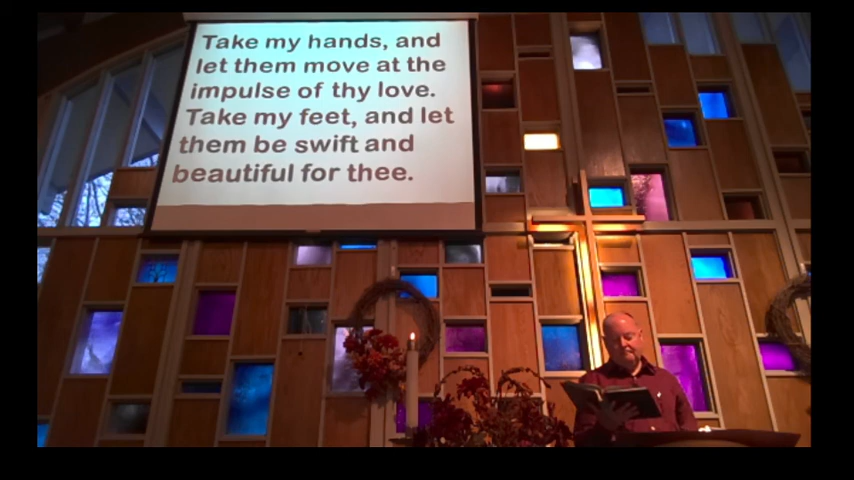 Take my hands, and
let them move at the
impulse of thy love.
Take my feet, and let
them be swift and
beautiful for thee.